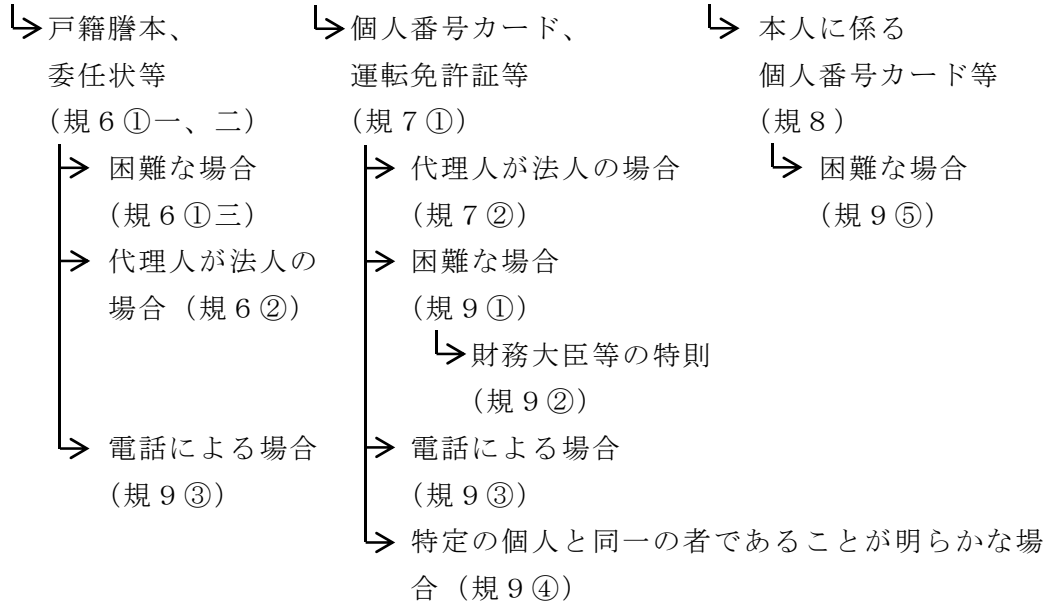 戸籍謄本、
委任状等
（規６①一、二）
困難な場合
（規６①三）
代理人が法人の
場合（規６②）
電話による場合
（規９③）
個人番号カード、
運転免許証等
（規７①）
代理人が法人の場合
（規７②）
困難な場合
（規９①）
財務大臣等の特則
（規９②）
電話による場合
（規９③）
特定の個人と同一の者であることが明らかな場
合（規９④）
本人に係る
個人番号カード等
（規８）
困難な場合
（規９⑤）